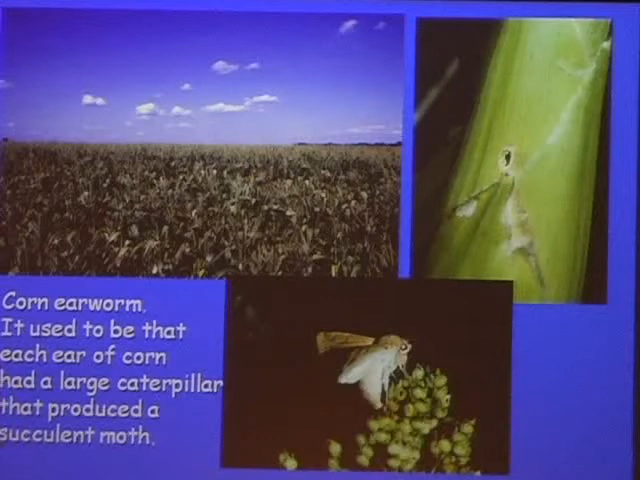 Corn earworm.
It used to be that
each ear of corn
had a large caterpillar
that produced a
succulent moth.